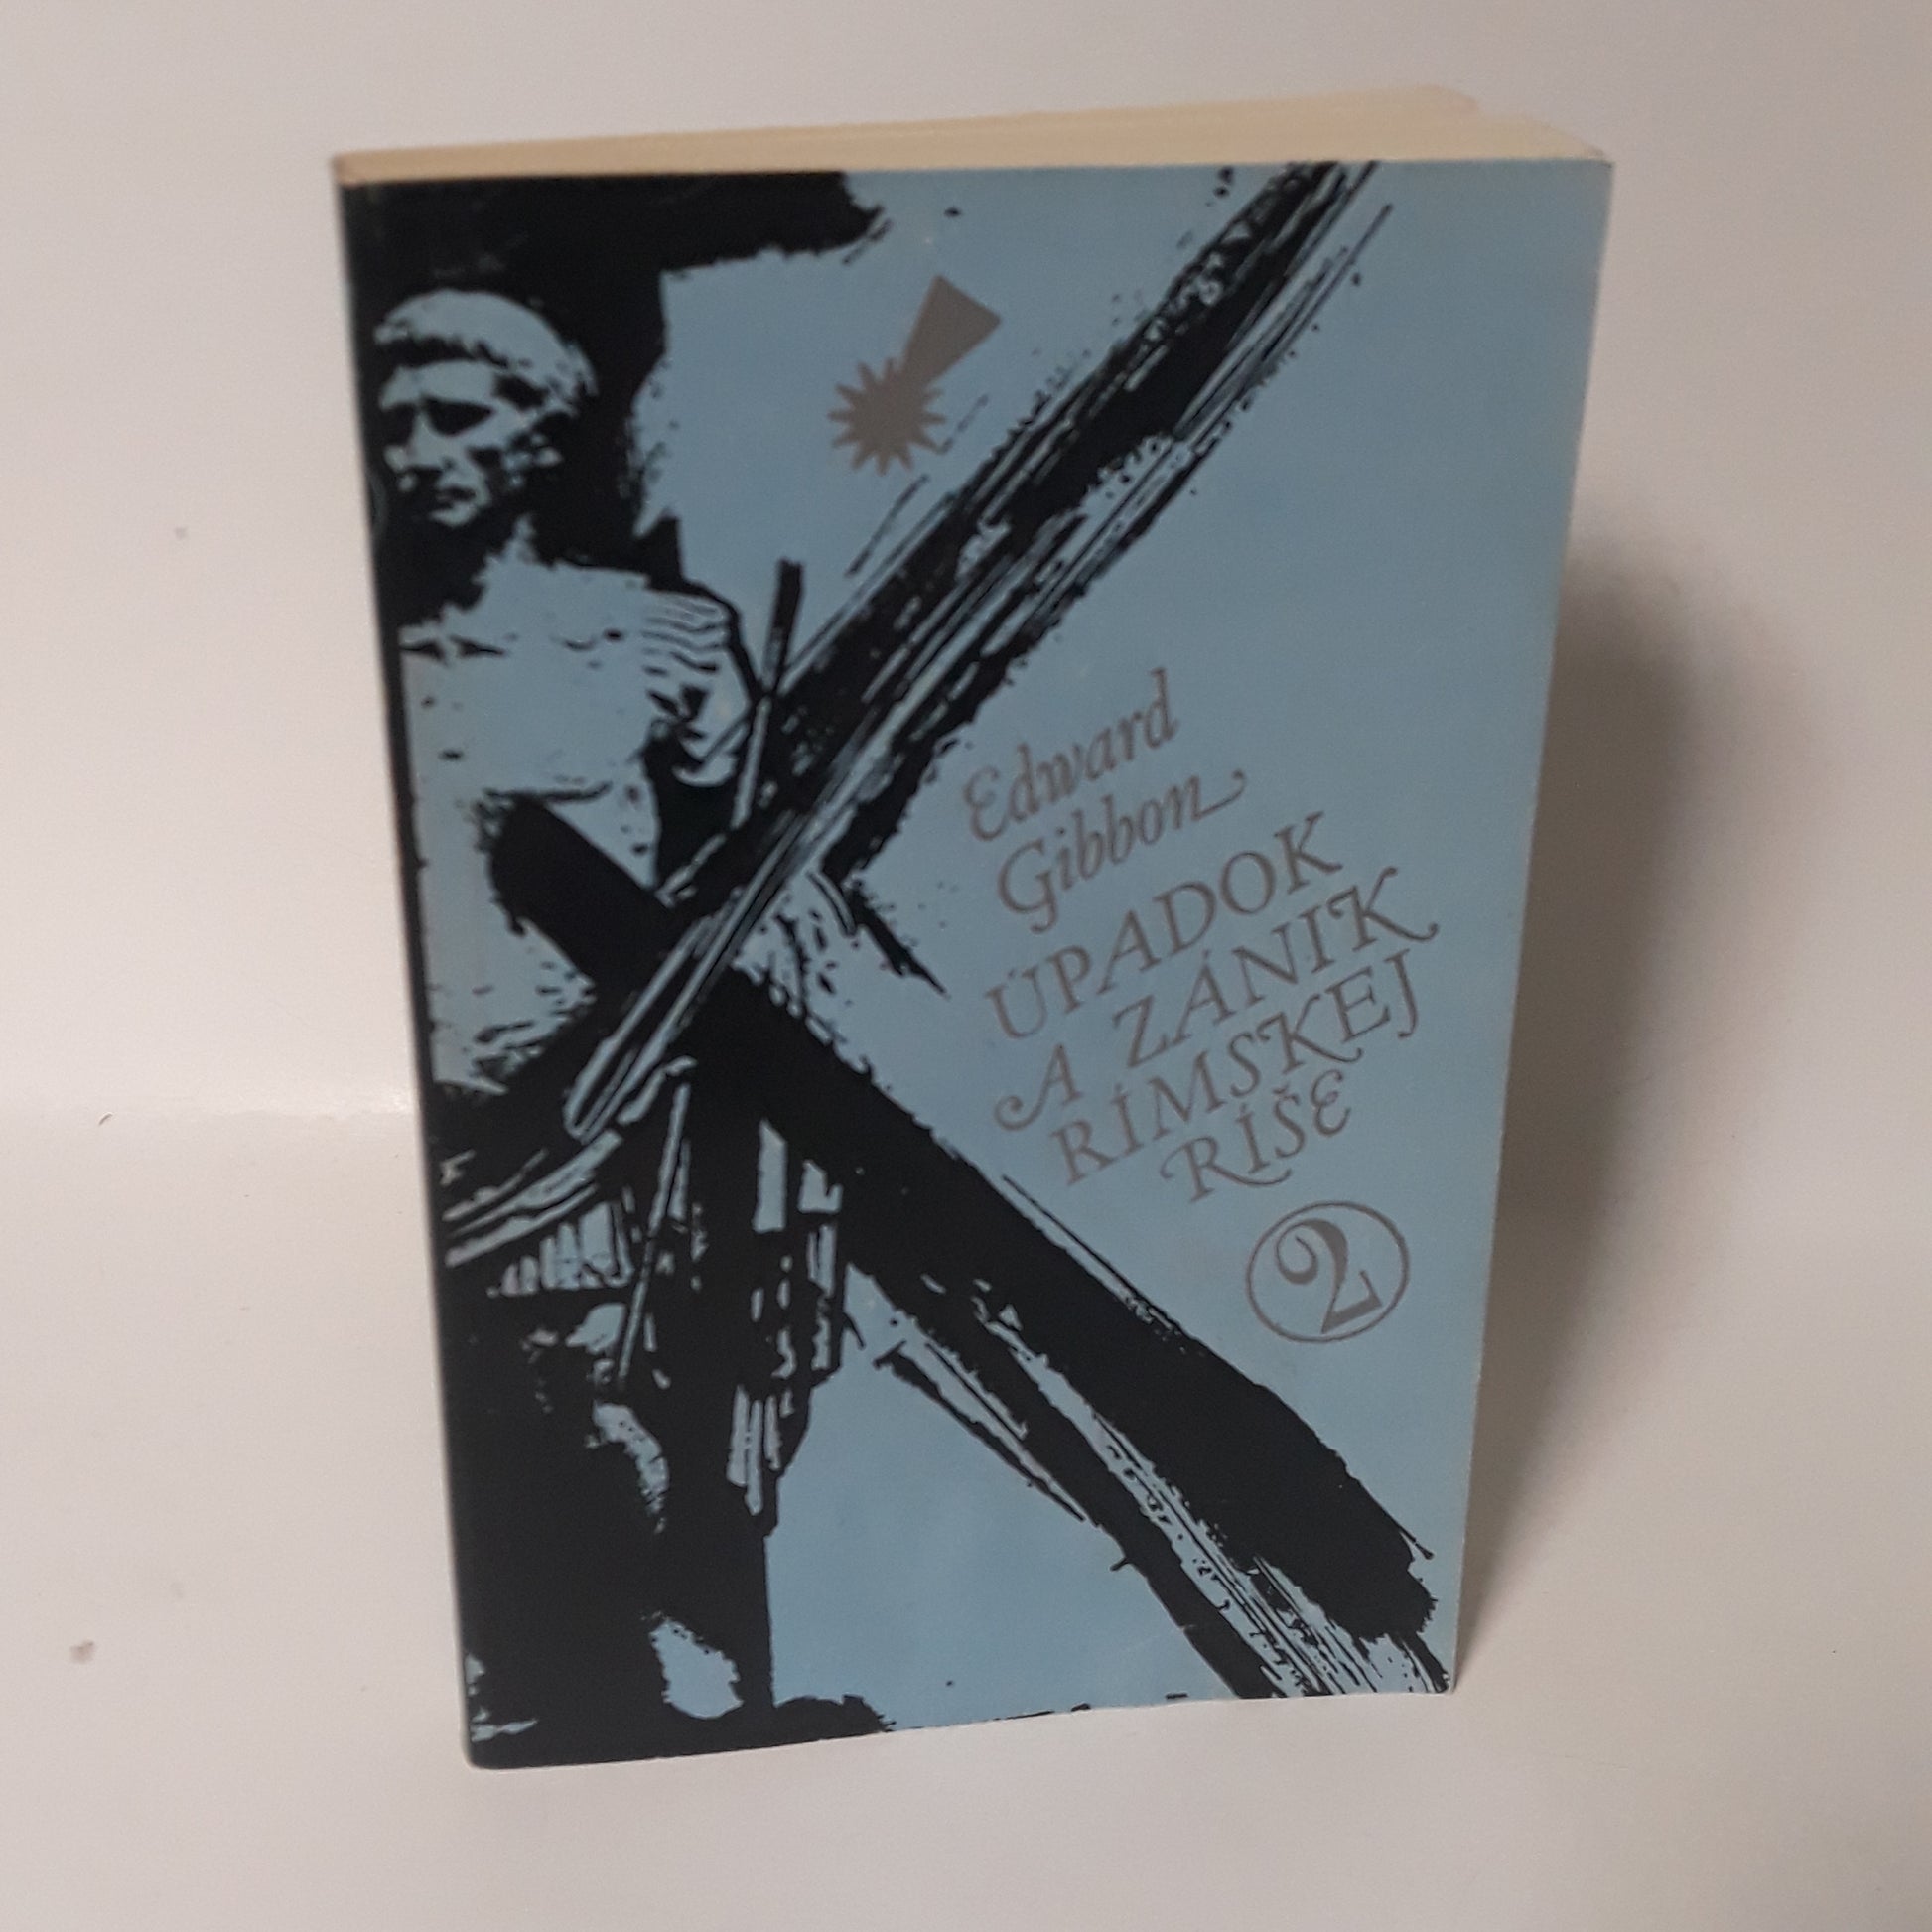 Edward
Gibbon
ÚPADOK
A ZÁNIK
RÍMSKEJ
RÍŠE
2